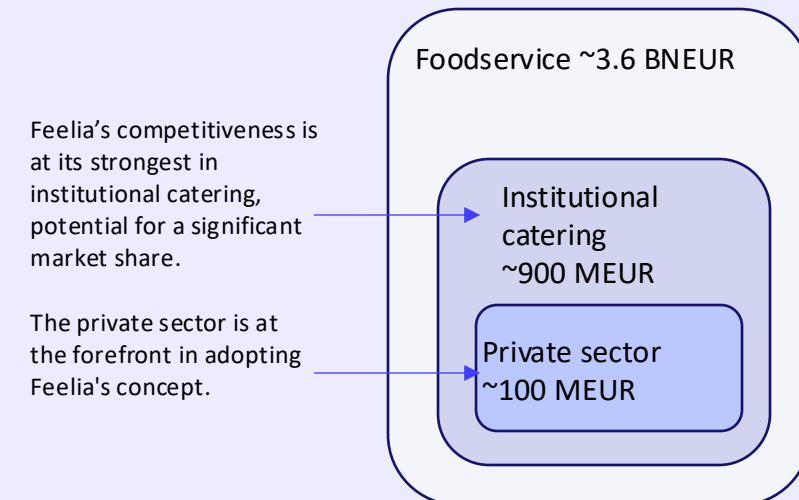 Foodservice ~3.6 BNEUR
Feelia’s competitiveness is
at its strongest in
institutional catering,
potential for a significant
market share.
Institutional
catering
~900 MEUR
The private sector is at
the forefront in adopting
Feelia's concept.
Private sector
~100 MEUR